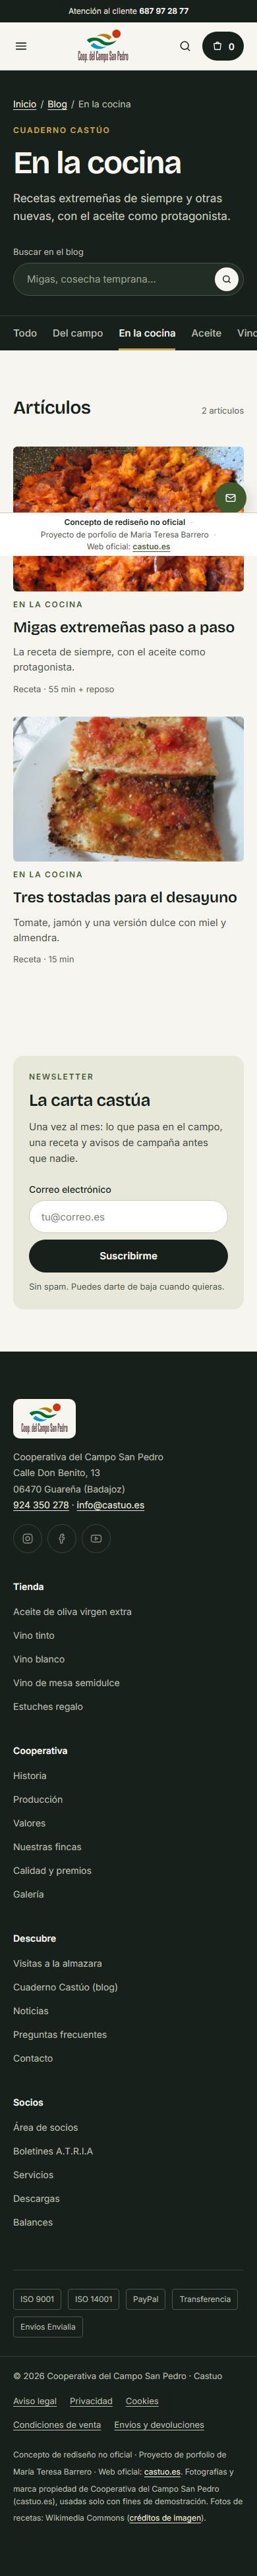 Atención al cliente 687 97 28 77
Coop. del Campo San Pedro
0
Inicio / Blog / En la cocina
CUADERNO CASTÚO
En la cocina
Recetas extremeñas de siempre y otras
nuevas, con el aceite como protagonista.
Buscar en el blog
Migas, cosecha temprana...
Todo Del campo En la cocina Aceite Vino
Artículos
2 artículos
Concepto de rediseño no oficial ·
Proyecto de porfolio de María Teresa Barrero ·
Web oficial: castuo.es
EN LA COCINA
Migas extremeñas paso a paso
La receta de siempre, con el aceite como
protagonista.
Receta · 55 min + reposo
EN LA COCINA
Tres tostadas para el desayuno
Tomate, jamón y una versión dulce con miel y
almendra.
Receta · 15 min
NEWSLETTER
La carta castúa
Una vez al mes: lo que pasa en el campo,
una receta y avisos de campaña antes
que nadie.
Correo electrónico
tu@correo.es
Suscribirme
Sin spam. Puedes darte de baja cuando quieras.
Coop. del Campo San Pedro
Cooperativa del Campo San Pedro
Calle Don Benito, 13
06470 Guareña (Badajoz)
924 350 278 · info@castuo.es
Tienda
Aceite de oliva virgen extra
Vino tinto
Vino blanco
Vino de mesa semidulce
Estuches regalo
Cooperativa
Historia
Producción
Valores
Nuestras fincas
Calidad y premios
Galería
Descubre
Visitas a la almazara
Cuaderno Castúo (blog)
Noticias
Preguntas frecuentes
Contacto
Socios
Área de socios
Boletines A.T.R.I.A
Servicios
Descargas
Balances
ISO 9001 ISO 14001 PayPal Transferencia
Envíos Envialia
© 2026 Cooperativa del Campo San Pedro · Castuo
Aviso legal Privacidad Cookies
Condiciones de venta Envíos y devoluciones
Concepto de rediseño no oficial · Proyecto de porfolio de
María Teresa Barrero · Web oficial: castuo.es. Fotografías y
marca propiedad de Cooperativa del Campo San Pedro
(castuo.es), usadas solo con fines de demostración. Fotos de
recetas: Wikimedia Commons (créditos de imagen).